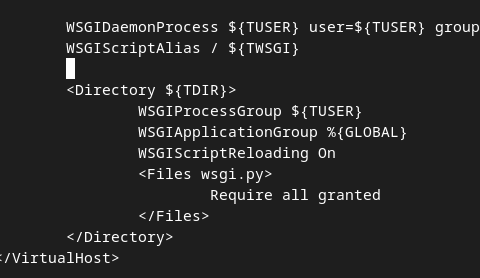 WSGIDaemonProcess ${TUSER} user=${TUSER} group
WSGIScriptAlias / ${TWSGI}
<Directory ${TDIR}>
WSGIProcessGroup ${TUSER}
WSGIApplicationGroup %{GLOBAL}
WSGIScriptReloading On
<Files wsgi.py>
Require all granted
</Files>
</Directory>
</VirtualHost>